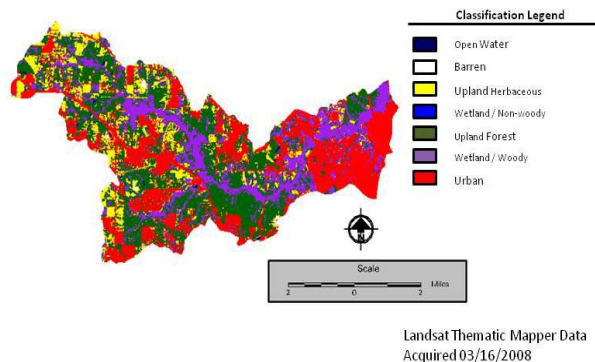 Classification Legend
Open Water
Barren
Upland Herbaceous
Wetland / Non-woody
Upland Forest
Wetland / Woody
Urban
N
Scale
2 0 2 Miles
Landsat Thematic Mapper Data
Acquired 03/16/2008